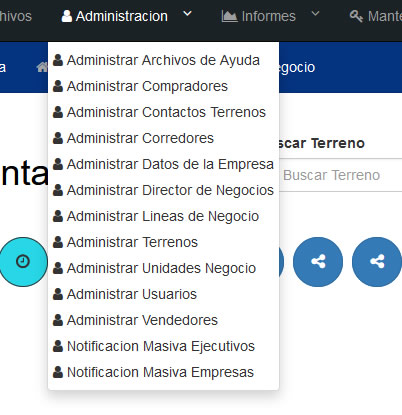 hivos
Administracion
Informes
Mante
a
egocio
Administrar Archivos de Ayuda
Administrar Compradores
Administrar Contactos Terrenos
Administrar Corredores
Administrar Datos de la Empresa
Administrar Director de Negocios
Administrar Lineas de Negocio
Administrar Terrenos
Administrar Unidades Negocio
Administrar Usuarios
Administrar Vendedores
Notificacion Masiva Ejecutivos
Notificacion Masiva Empresas
scar Terreno
nta
Buscar Terreno